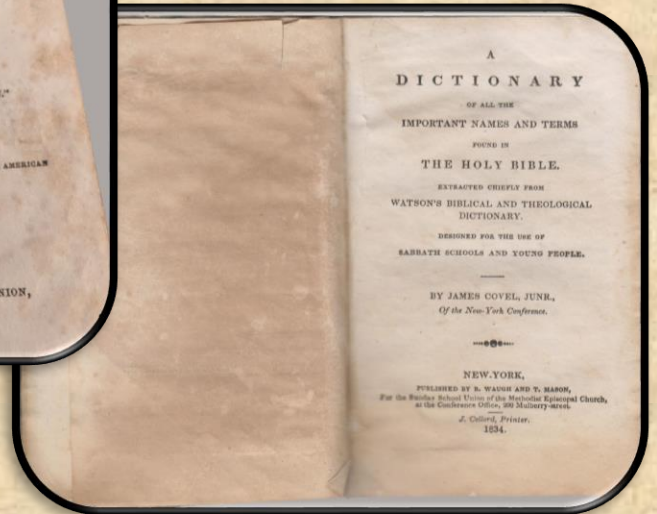 AMERICAN
NION,
A
DICTIONARY
OF ALL THE
IMPORTANT NAMES AND TERMS
FOUND IN
THE HOLY BIBLE.
EXTRACTED CHIEFLY FROM
WATSON'S BIBLICAL AND THEOLOGICAL
DICTIONARY.
DESIGNED FOR THE USE OF
SABBATH SCHOOLS AND YOUNG PEOPLE.
BY JAMES COVEL, JUNR.,
Of the New-York Conference.
NEW-YORK,
PUBLISHED BY B. WAUGH AND T. MASON,
For the Sunday School Union of the Methodist Episcopal Church,
at the Conference Office, 200 Mulberry-street.
J. Collord, Printer.
1834.